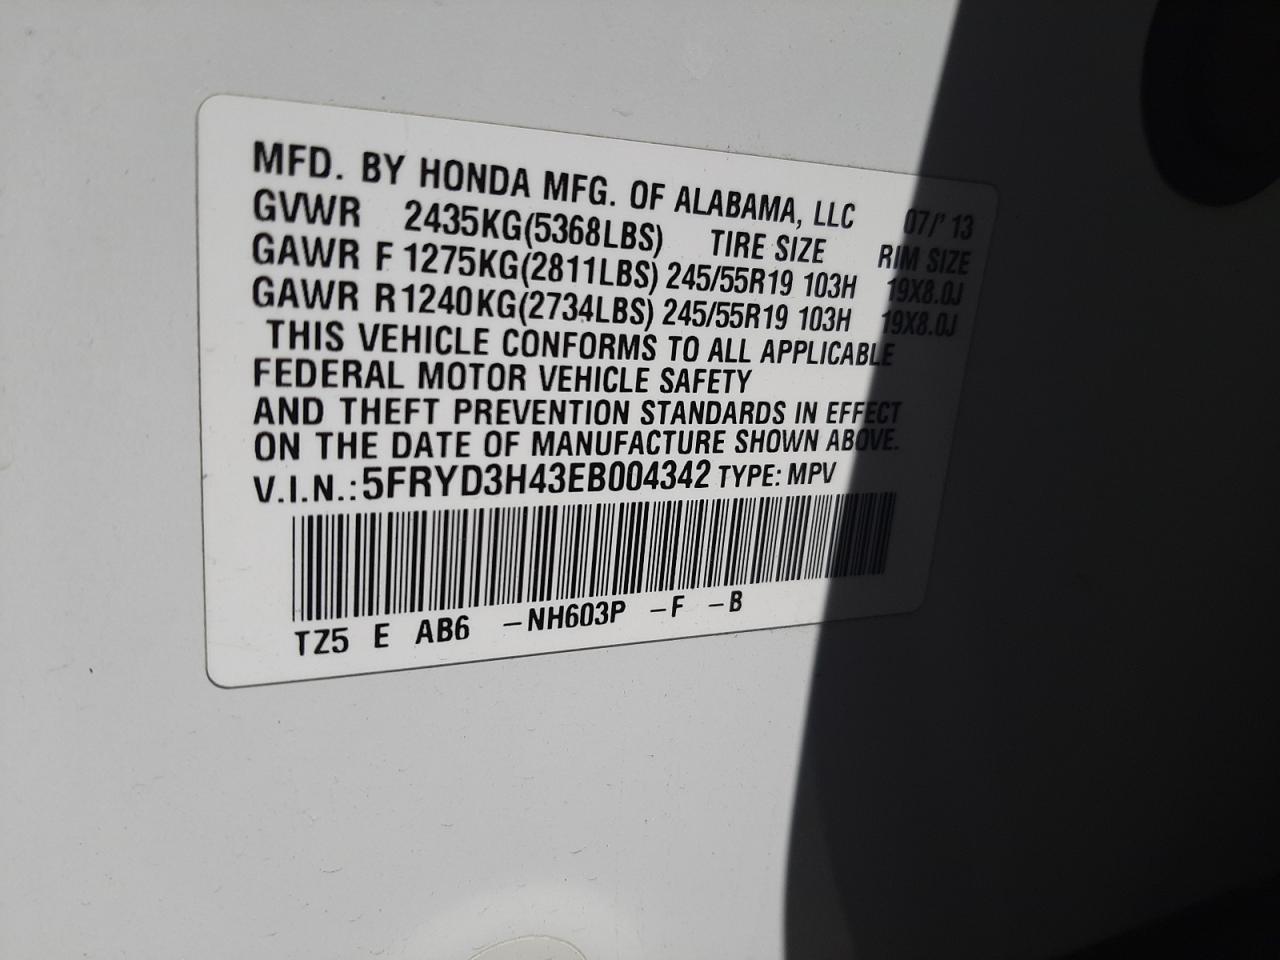 MFD. BY HONDA MFG. OF ALABAMA, LLC 07/' 13
GVWR 2435KG(5368LBS) TIRE SIZE RIM SIZE
GAWR F 1275KG(2811LBS) 245/55R19 103H 19X8.0J
GAWR R1240KG(2734LBS) 245/55R19 103H 19X8.0J
THIS VEHICLE CONFORMS TO ALL APPLICABLE
FEDERAL MOTOR VEHICLE SAFETY
AND THEFT PREVENTION STANDARDS IN EFFECT
ON THE DATE OF MANUFACTURE SHOWN ABOVE.
V.I.N.: 5FRYD3H43EB004342 TYPE: MPV
TZ5 E AB6 –NH603P –F –B